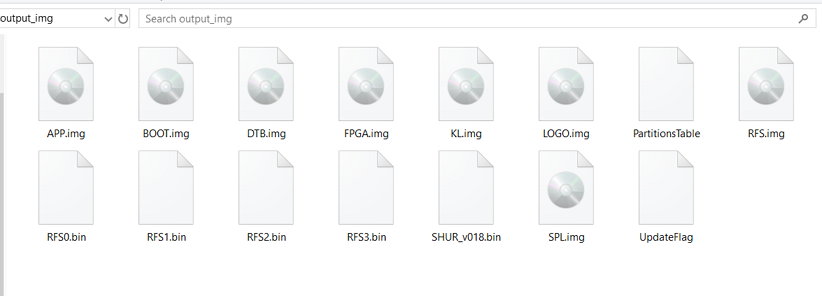 output_img Search output_img
APP.img BOOT.img DTB.img FPGA.img KL.img LOGO.img PartitionsTable RFS.img
RFS0.bin RFS1.bin RFS2.bin RFS3.bin SHUR_v018.bin SPL.img UpdateFlag